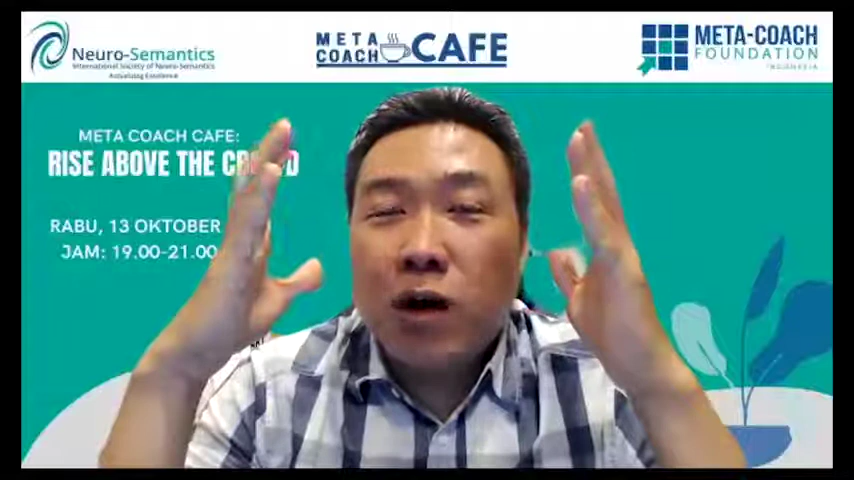 Neuro-Semantics
International Society of Neuro-Semantics
Actualizing Excellence
META COACH CAFE
META-COACH
FOUNDATION
INDONESIA
META COACH CAFE:
RISE ABOVE THE
RABU, 13 OKTOBER
JAM: 19.00-21.00